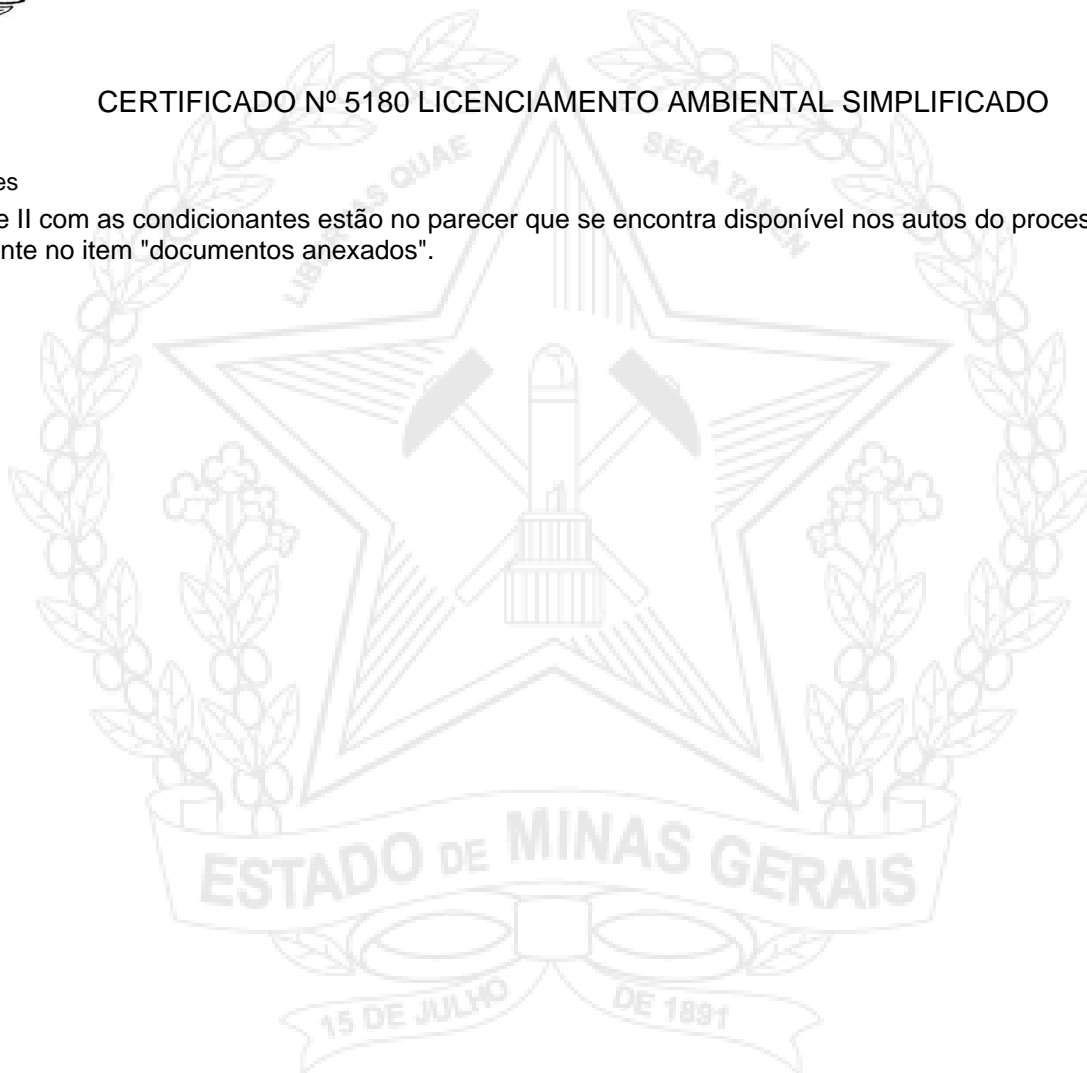 CERTIFICADO Nº 5180 LICENCIAMENTO AMBIENTAL SIMPLIFICADO
es
e II com as condicionantes estão no parecer que se encontra disponível nos autos do proces
nte no item "documentos anexados".
LIBERTAS QUAE SERA TAMEN
ESTADO DE MINAS GERAIS
15 DE JULHO DE 1891